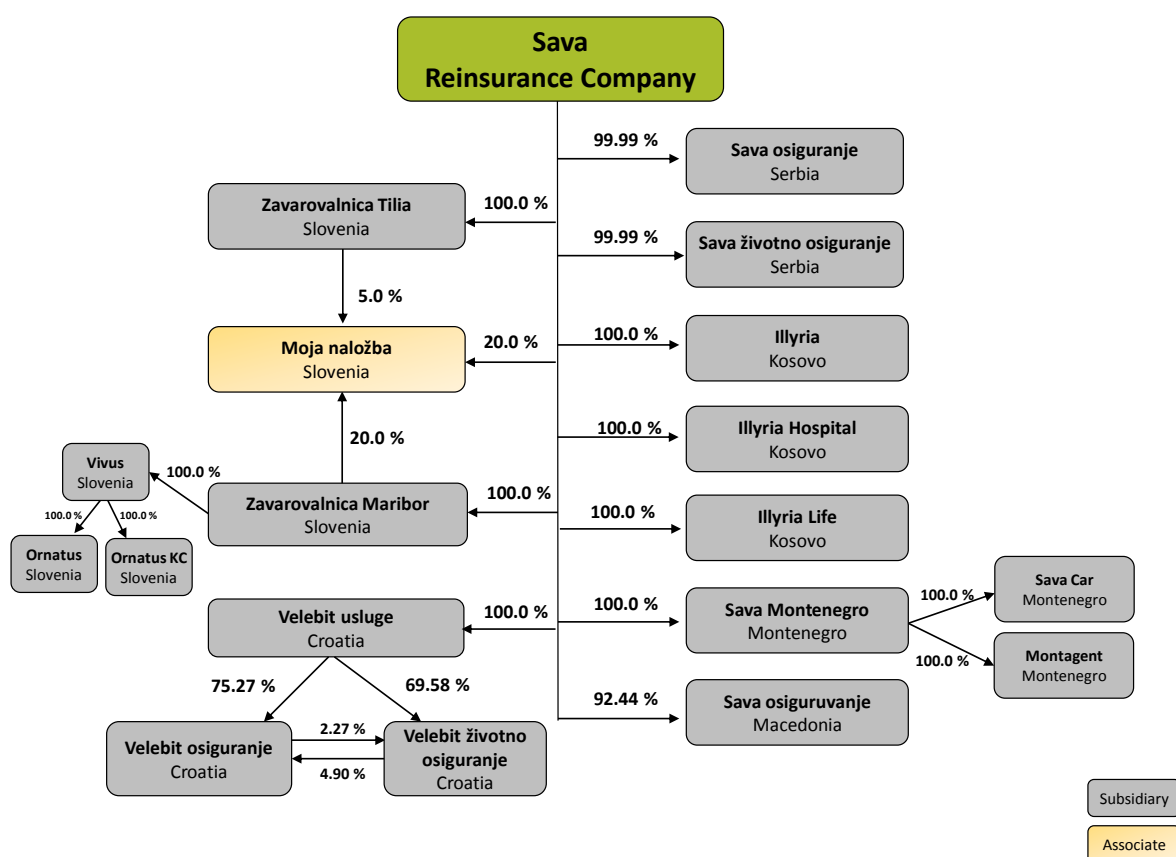 Sava
Reinsurance Company
99.99 %
Sava osiguranje
Serbia
Zavarovalnica Tilia
Slovenia
100.0 %
99.99 %
Sava životno osiguranje
Serbia
5.0 %
Moja naložba
Slovenia
20.0 %
100.0 %
Illyria
Kosovo
20.0 %
100.0 %
Illyria Hospital
Kosovo
Vivus
Slovenia
100.0 %
Zavarovalnica Maribor
Slovenia
100.0 %
100.0 %
Illyria Life
Kosovo
100.0 %
100.0 %
Ornatus
Slovenia
Ornatus KC
Slovenia
Velebit usluge
Croatia
100.0 %
100.0 %
Sava Montenegro
Montenegro
100.0 %
Sava Car
Montenegro
100.0 %
Montagent
Montenegro
75.27 %
69.58 %
92.44 %
Sava osiguruvanje
Macedonia
Velebit osiguranje
Croatia
2.27 %
4.90 %
Velebit životno
osiguranje
Croatia
Subsidiary
Associate